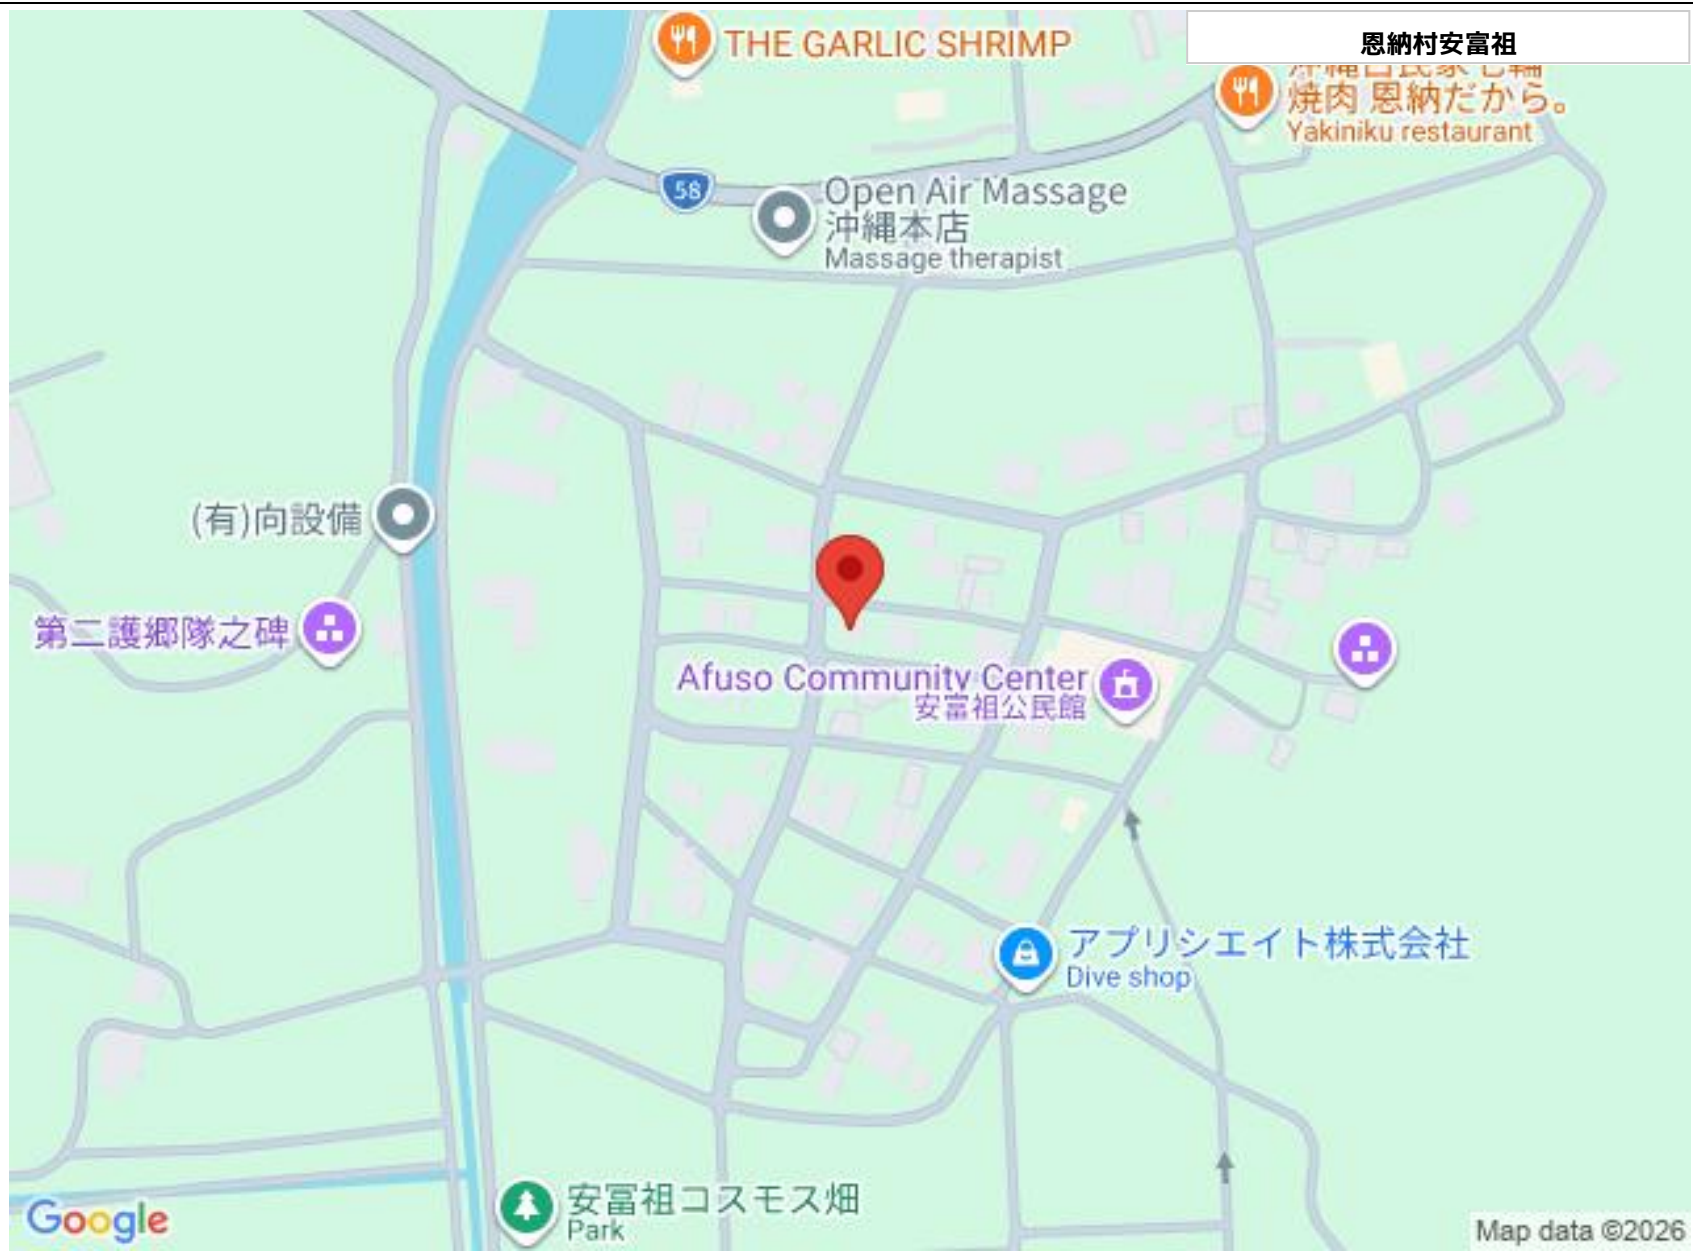 恩納村安富祖
THE GARLIC SHRIMP
焼肉 恩納だから。
Yakiniku restaurant
58
Open Air Massage
沖縄本店
Massage therapist
(有)向設備
第二護郷隊之碑
Afuso Community Center
安富祖公民館
アプリシエイト株式会社
Dive shop
安冨祖コスモス畑
Park
Google
Map data ©2026